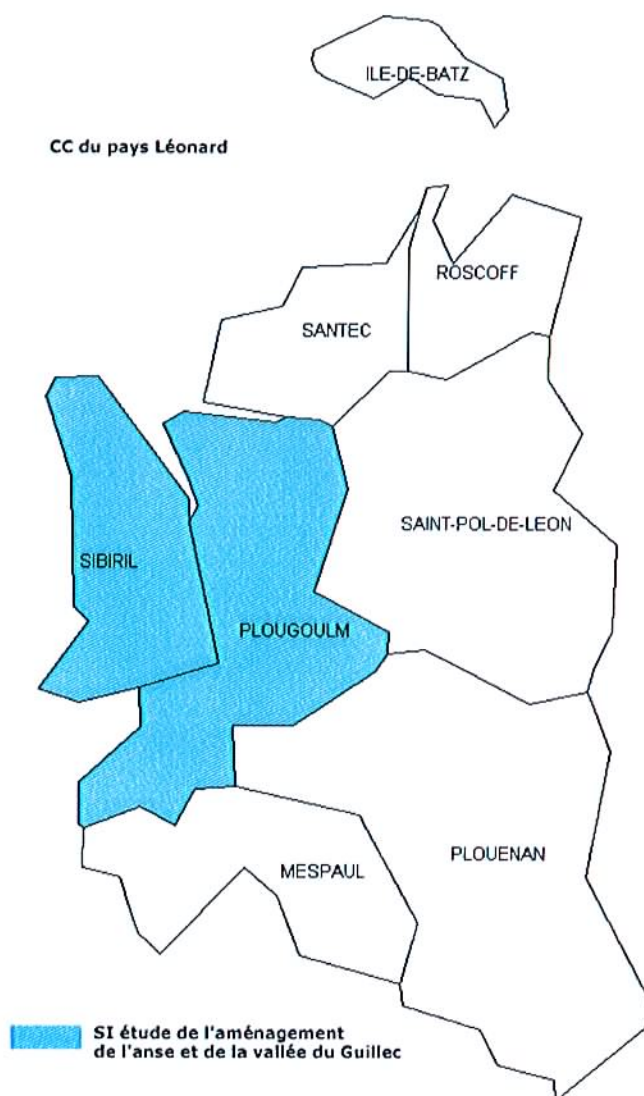 ILE-DE-BATZ
CC du pays Léonard
ROSCOFF
SANTEC
SAINT-POL-DE-LEON
SIBIRIL
PLOUGOULM
PLOUENAN
MESPAUL
SI étude de l'aménagement
de l'anse et de la vallée du Guillec